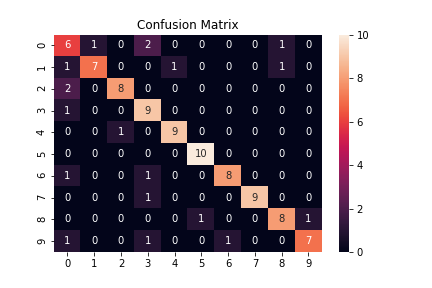 Confusion Matrix
0 6 1 0 2 0 0 0 0 1 0
1 1 7 0 0 1 0 0 0 1 0
2 2 0 8 0 0 0 0 0 0 0
3 1 0 0 9 0 0 0 0 0 0
4 0 0 1 0 9 0 0 0 0 0
5 0 0 0 0 0 10 0 0 0 0
6 1 0 0 1 0 0 8 0 0 0
7 0 0 0 1 0 0 0 9 0 0
8 0 0 0 0 0 1 0 0 8 1
9 1 0 0 1 0 0 1 0 0 7
0 1 2 3 4 5 6 7 8 9
10
8
6
4
2
0